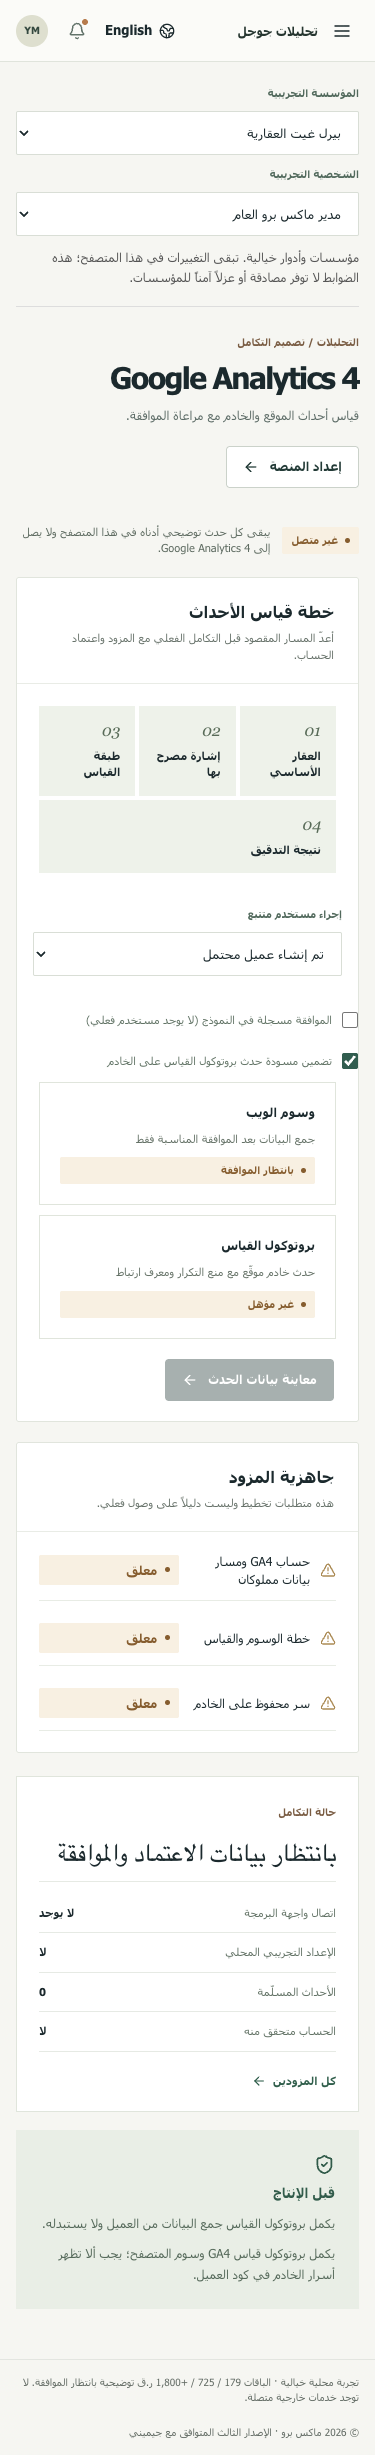 تحليلات جوجل
English
YM
المؤسسة التجريبية
بيرل غيت العقارية
الشخصية التجريبية
مدير ماكس برو العام
مؤسسات وأدوار خيالية. تبقى التغييرات في هذا المتصفح؛ هذه
الضوابط لا توفر مصادقة أو عزلاً آمناً للمؤسسات.
التحليلات / تصميم التكامل
Google Analytics 4
قياس أحداث الموقع والخادم مع مراعاة الموافقة.
إعداد المنصة
غير متصل
يبقى كل حدث توضيحي أدناه في هذا المتصفح ولا يصل
إلى Google Analytics 4.
خطة قياس الأحداث
أعدّ المسار المقصود قبل التكامل الفعلي مع المزود واعتماد
الحساب.
01
العقار
الأساسي
02
إشارة مصرح
بها
03
طبقة
القياس
04
نتيجة التدقيق
إجراء مستخدم متتبع
تم إنشاء عميل محتمل
الموافقة مسجلة في النموذج (لا يوجد مستخدم فعلي)
تضمين مسودة حدث بروتوكول القياس على الخادم
وسوم الويب
جمع البيانات بعد الموافقة المناسبة فقط
بانتظار الموافقة
بروتوكول القياس
حدث خادم موقّع مع منع التكرار ومعرف ارتباط
غير مؤهل
معاينة بيانات الحدث
جاهزية المزود
هذه متطلبات تخطيط وليست دليلاً على وصول فعلي.
حساب GA4 ومسار
بيانات مملوكان
معلق
خطة الوسوم والقياس
معلق
سر محفوظ على الخادم
معلق
حالة التكامل
بانتظار بيانات الاعتماد والموافقة
اتصال واجهة البرمجة
لا يوجد
الإعداد التجريبي المحلي
لا
الأحداث المسلّمة
0
الحساب متحقق منه
لا
كل المزودين
قبل الإنتاج
يكمل بروتوكول القياس جمع البيانات من العميل ولا يستبدله.
يكمل بروتوكول قياس GA4 وسوم المتصفح؛ يجب ألا تظهر
أسرار الخادم في كود العميل.
تجربة محلية خيالية · الباقات 179 / 725 / +1,800 ر.ق توضيحية بانتظار الموافقة. لا
توجد خدمات خارجية متصلة.
© 2026 ماكس برو · الإصدار الثالث المتوافق مع جيميني